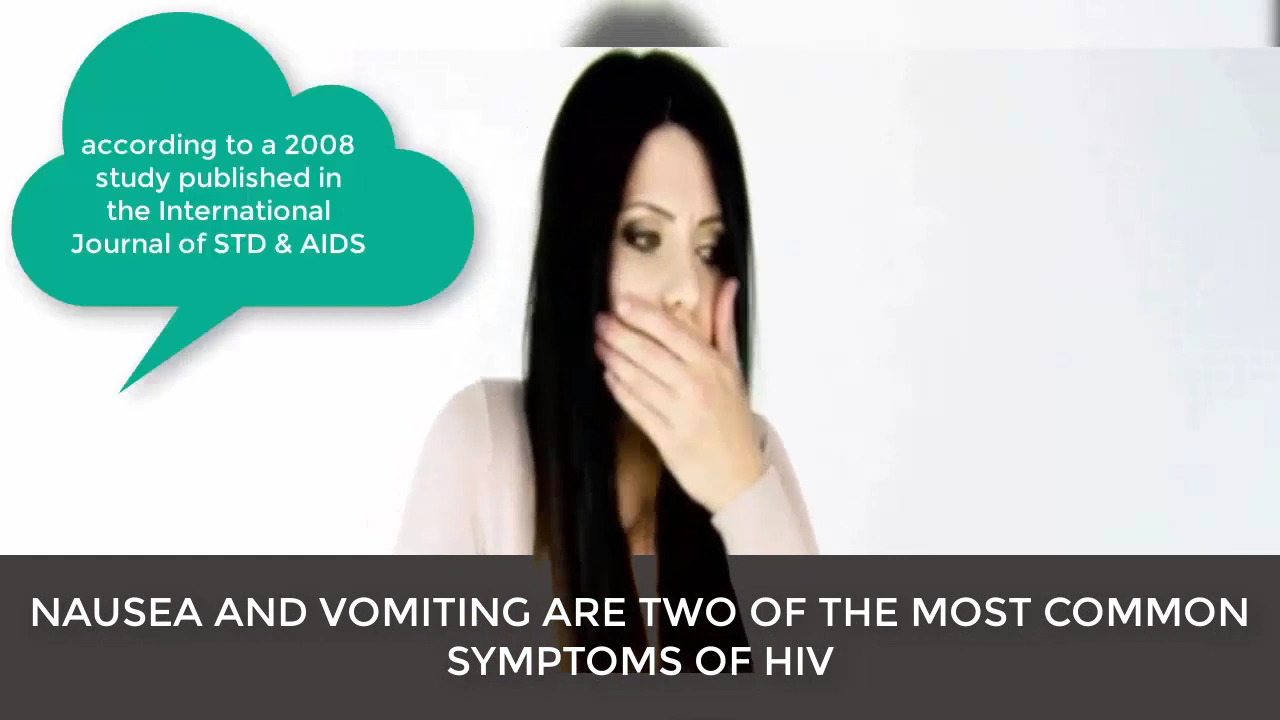 according to a 2008
study published in
the International
Journal of STD & AIDS
NAUSEA AND VOMITING ARE TWO OF THE MOST COMMON
SYMPTOMS OF HIV